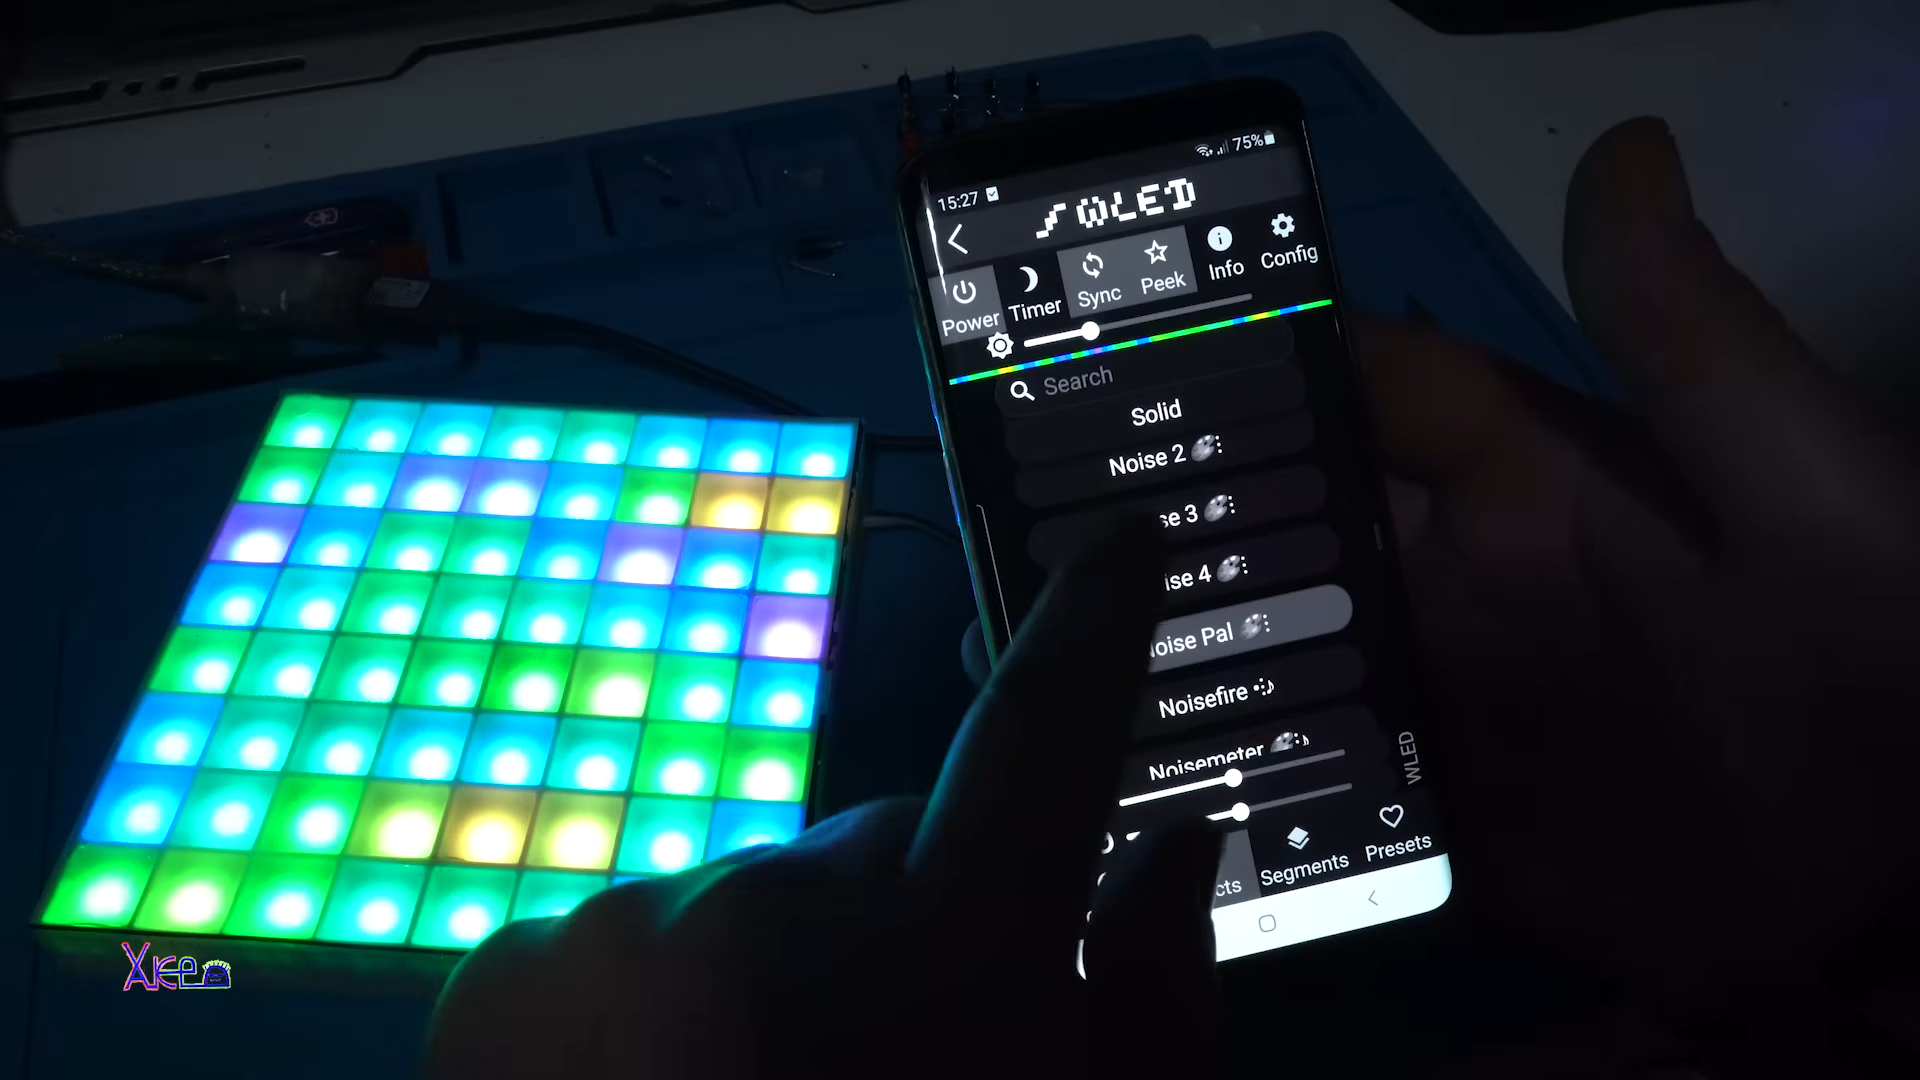 15:27
75%
WLED
Power
Timer
Sync
Peek
Info
Config
Search
Solid
Noise 2
se 3
ise 4
oise Pal
Noisefire
Noisemeter
WLED
cts
Segments
Presets